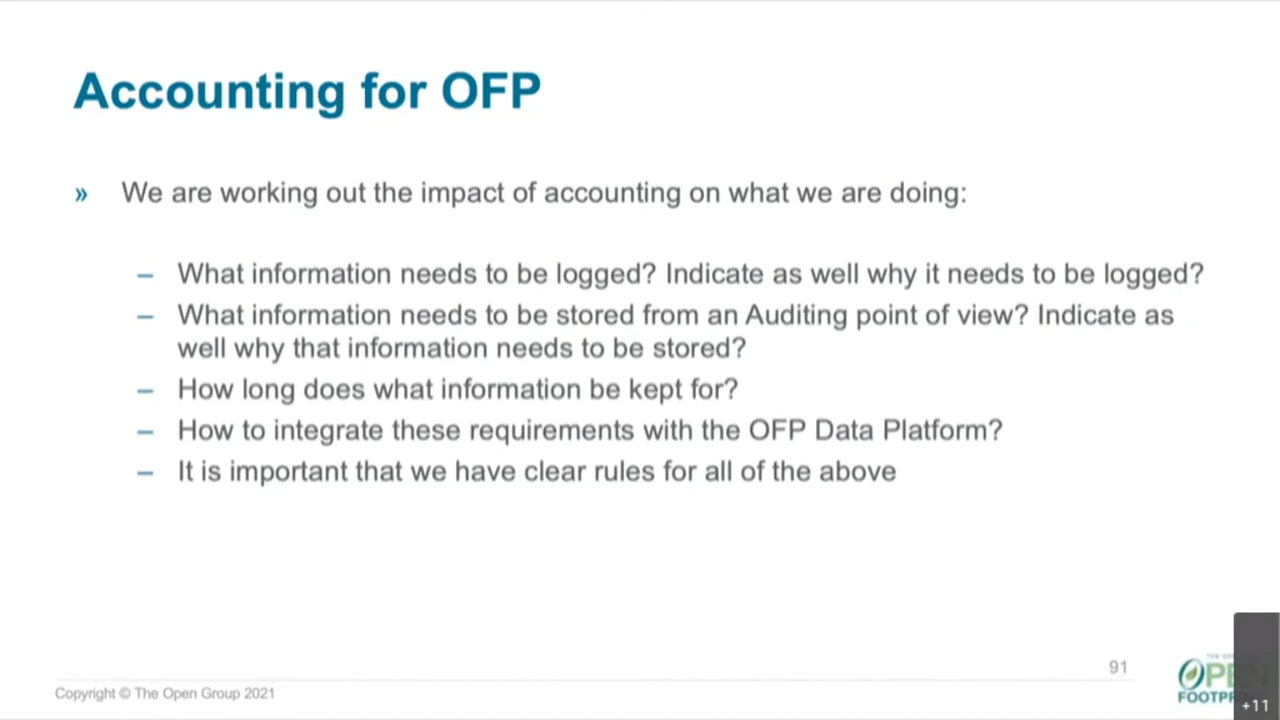 Accounting for OFP
» We are working out the impact of accounting on what we are doing:
– What information needs to be logged? Indicate as well why it needs to be logged?
– What information needs to be stored from an Auditing point of view? Indicate as
well why that information needs to be stored?
– How long does what information be kept for?
– How to integrate these requirements with the OFP Data Platform?
– It is important that we have clear rules for all of the above
91
Copyright © The Open Group 2021
OPEN
+11